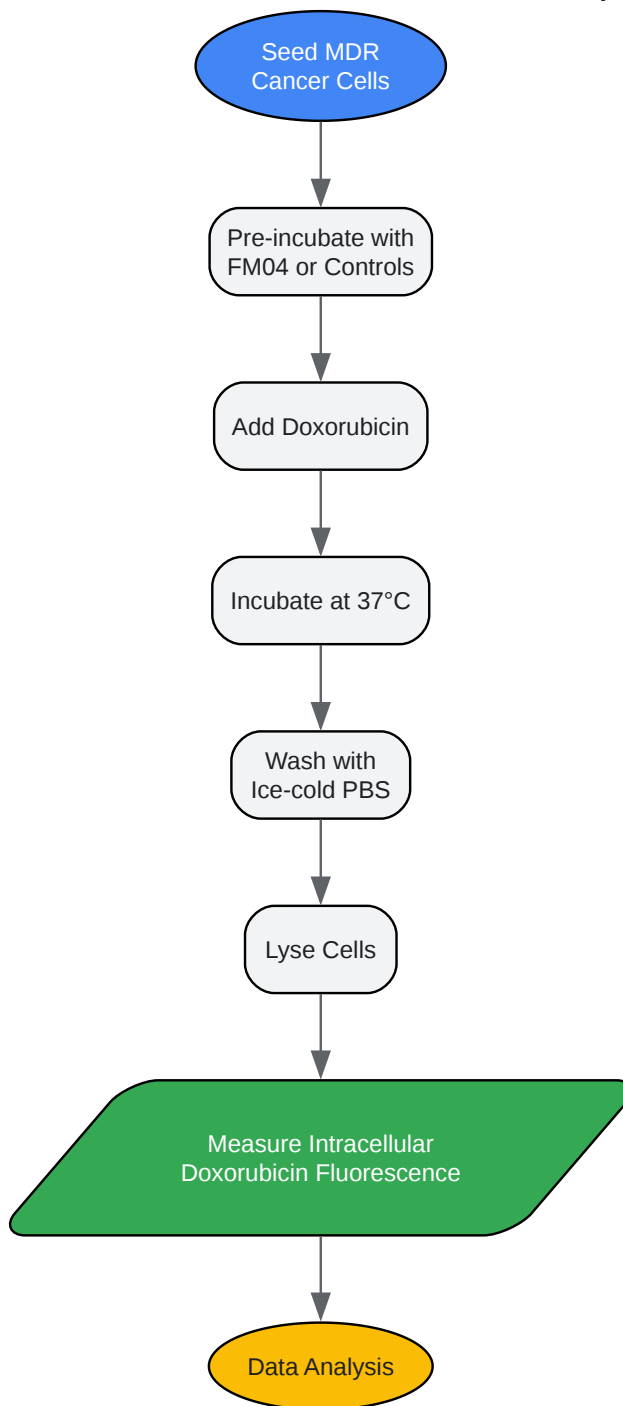 Seed MDR
Cancer Cells
Pre-incubate with
FM04 or Controls
Add Doxorubicin
Incubate at 37°C
Wash with
Ice-cold PBS
Lyse Cells
Measure Intracellular
Doxorubicin Fluorescence
Data Analysis